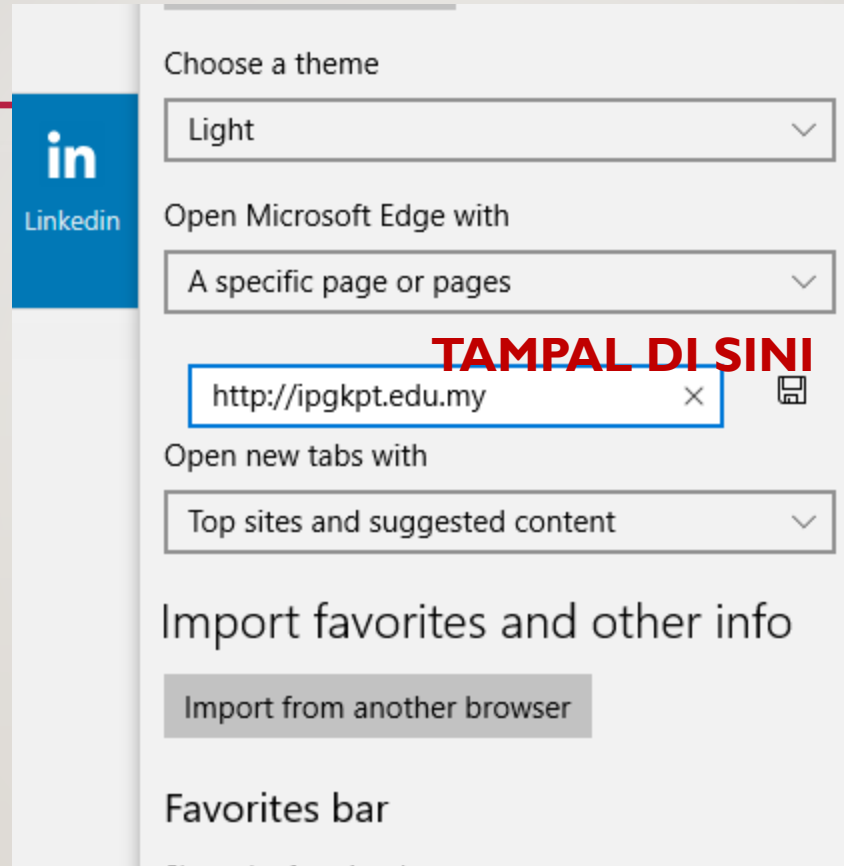 Choose a theme
Light
in
Linkedin
Open Microsoft Edge with
A specific page or pages
TAMPAL DI SINI
http://ipgkpt.edu.my
Open new tabs with
Top sites and suggested content
Import favorites and other info
Import from another browser
Favorites bar